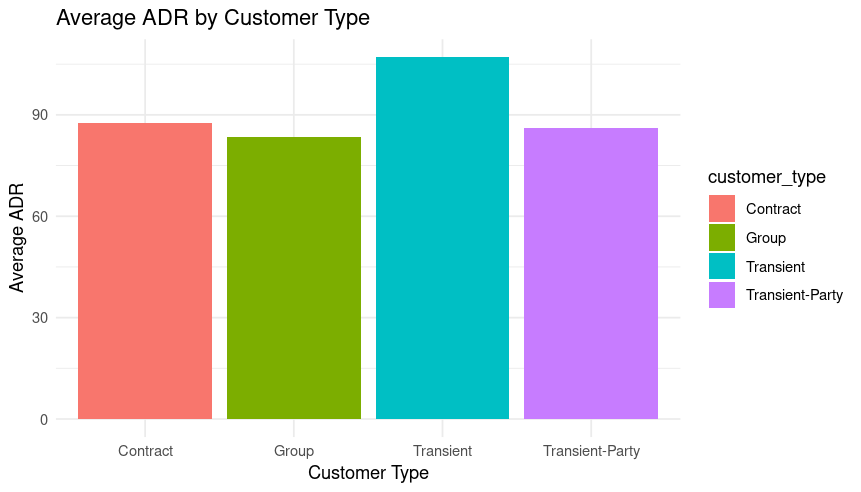 Average ADR by Customer Type
Average ADR
90
60
30
0
Contract
Group
Transient
Transient-Party
Customer Type
customer_type
Contract
Group
Transient
Transient-Party